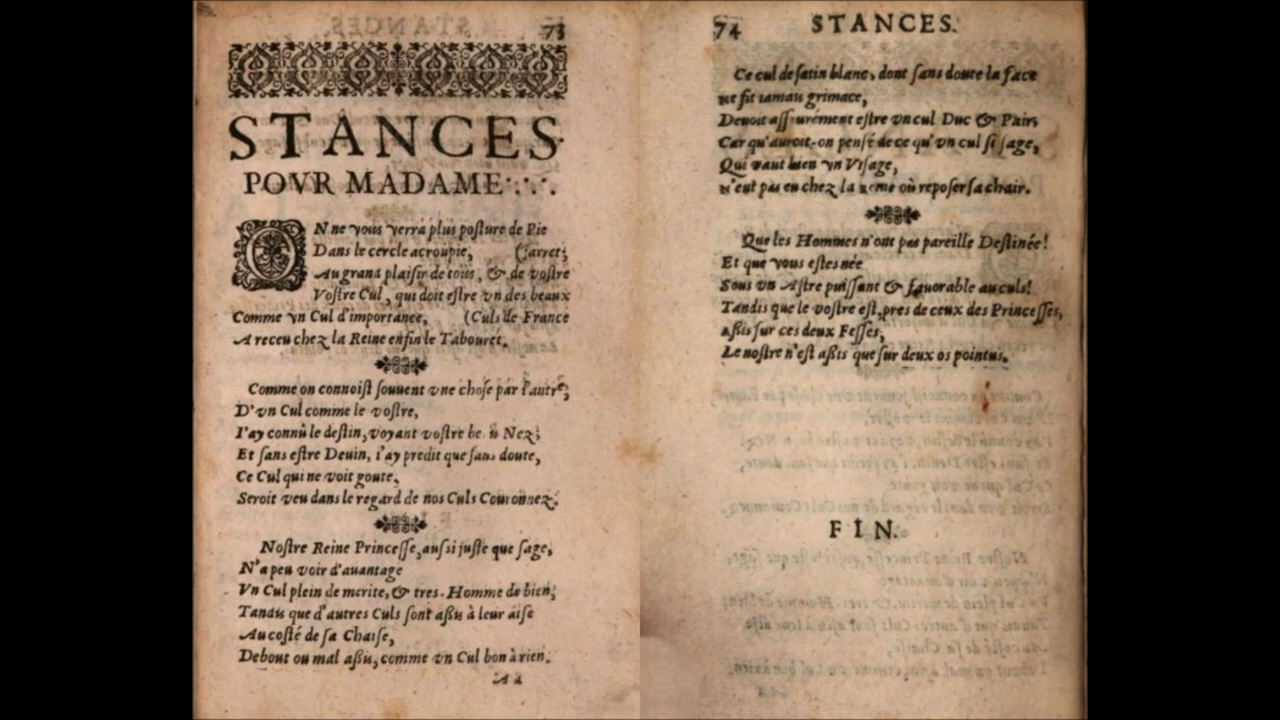 73
STANCES
POVR MADAME∵∴.
ON ne vous verra plus posture de Pie
Dans le cercle acroupie, (Garret;
Au grand plaisir de tous, & de vostre
Vostre Cul, qui doit estre vn des beaux
Comme vn Cul d'importance, (Culs de France
A receu chez la Reine enfin le Tabouret.
Comme on connoist souuent vne chose par l'autre;
D'vn Cul comme le vostre,
I'ay connû le destin, voyant vostre Nez;
Et sans estre Deuin, i'ay predit que sans doute,
Ce Cul qui ne voit goute,
Seroit veu dans le regard de nos Culs Couronnez.
Nostre Reine Princesse, aussi juste que sage,
N'a peu voir d'auantage
Vn Cul plein de merite, & tres-Homme de bien;
Tandis que d'autres Culs sont assis à leur aise
Au costé de sa Chaise,
Debout ou mal assis, comme vn Cul bon à rien.
Aa
74 STANCES.
Ce cul de satin blanc, dont sans doute la face
ne fit iamais grimace,
Deuoit assurément estre vn cul Duc & Pair;
Car qu'auroit-on pensé de ce qu'vn cul si sage,
Qui vaut bien vn Visage,
N'eut pas eu chez la Reine où reposer sa chair.
Que les Hommes n'ont pas pareille Destinée!
Et que vous estes née
Sous vn Astre puissant & fauorable au culs!
Tandis que le vostre est, pres de ceux des Princesses,
assis sur ces deux Fesses,
Le nostre n'est assis que sur deux os pointus.
FIN.